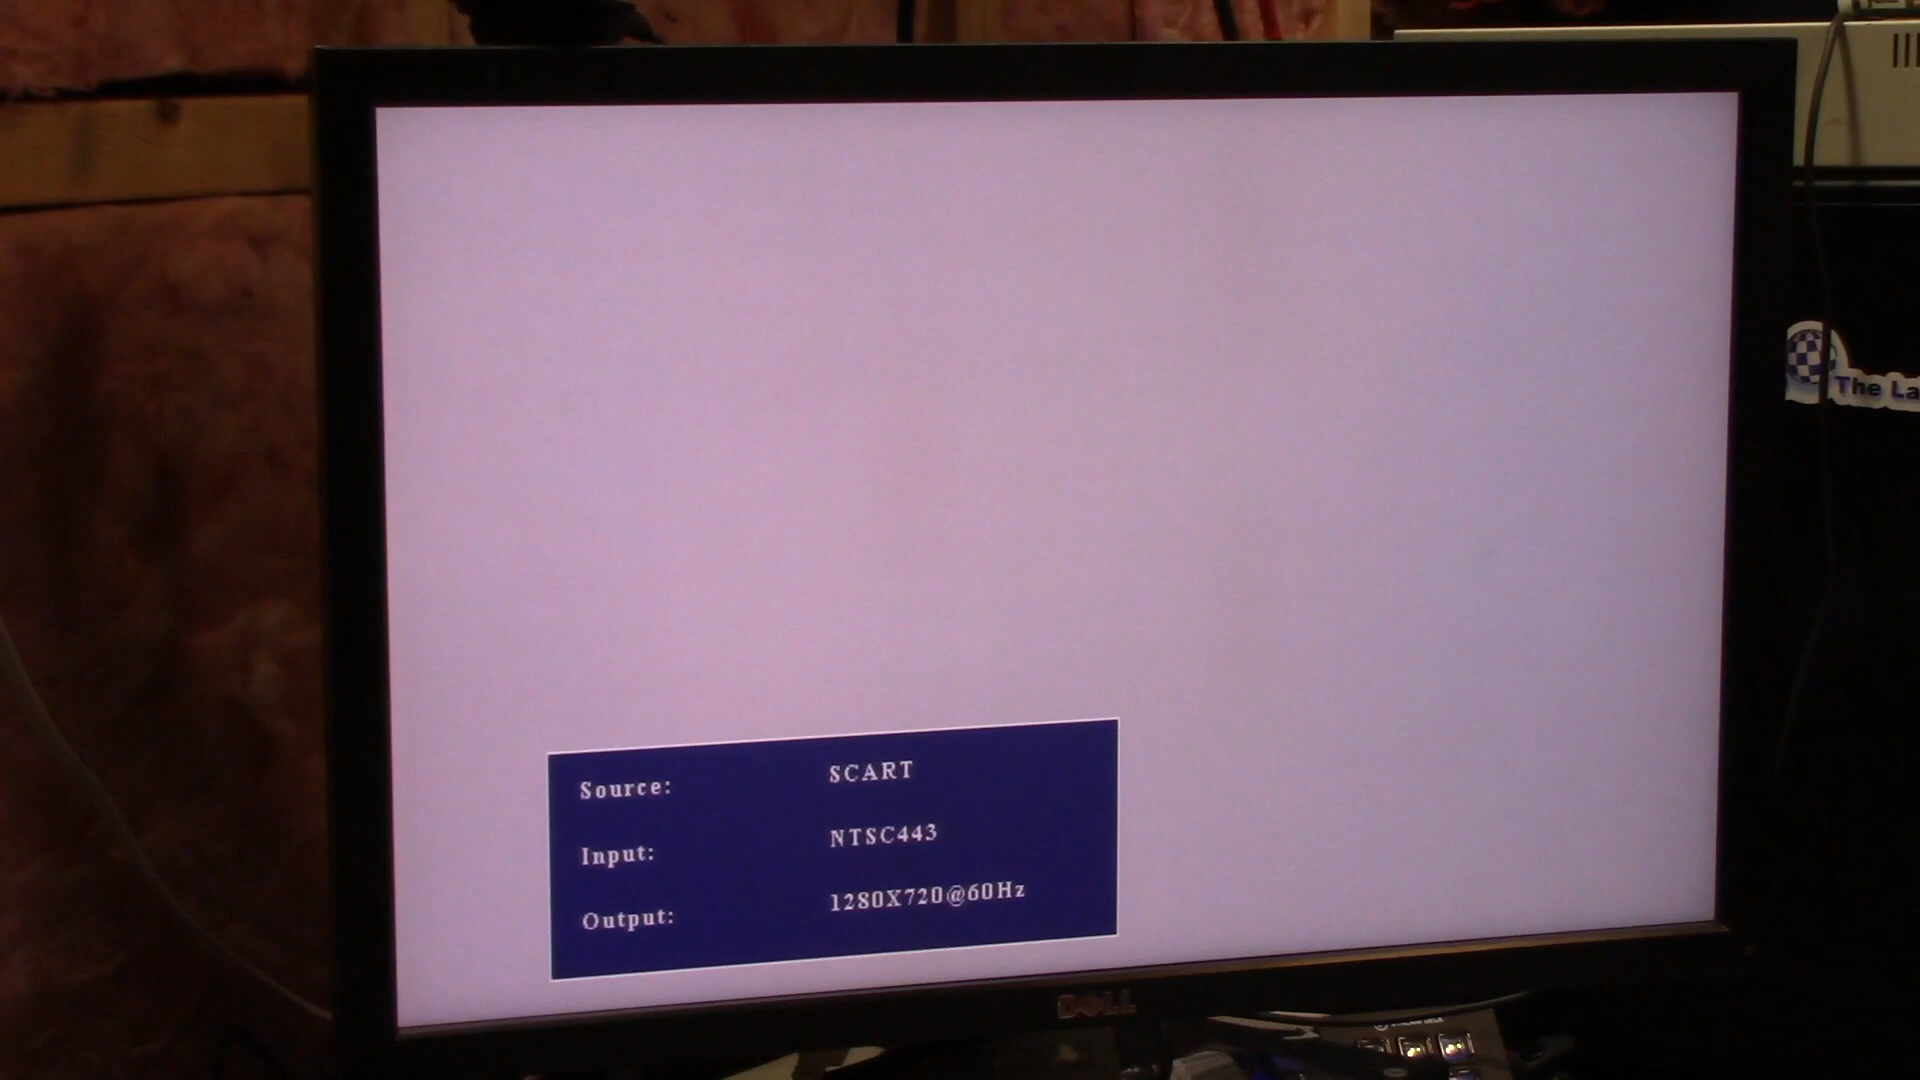 The La
Source: SCART
Input: NTSC443
Output: 1280X720@60Hz
DELL